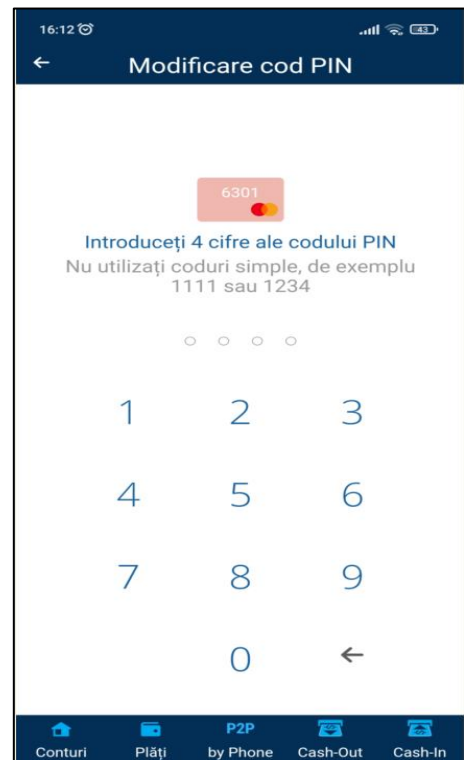 16:12
43
Modificare cod PIN
6301
Introduceți 4 cifre ale codului PIN
Nu utilizați coduri simple, de exemplu
1111 sau 1234
1 2 3
4 5 6
7 8 9
0
P2P
Conturi Plăți by Phone Cash-Out Cash-In